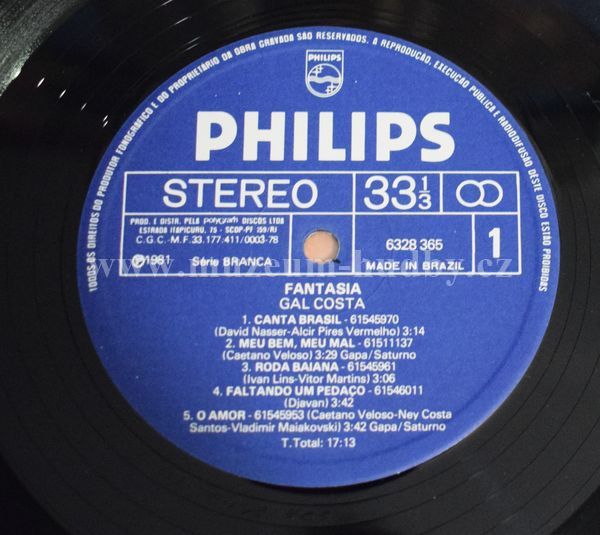 TODOS OS DIREITOS DO PRODUTOR FONOGRÁFICO E DO PROPRIETÁRIO DA OBRA GRAVADA SÃO RESERVADOS. A REPRODUÇÃO, EXECUÇÃO PÚBLICA E RADIODIFUSÃO DESTE DISCO ESTÃO PROIBIDAS
PHILIPS
PHILIPS
STEREO 33 1/3
PROD. E DISTR. PELA polygram DISCOS LTDA
ESTRADA ITAPICURU, 75 - SCDP-PF 159/RJ
C.G.C.-M.F. 33.177.411/0003-78
℗1981 Série BRANCA
6328 365
MADE IN BRAZIL
1
www.muzeum-hudby.cz
FANTASIA
GAL COSTA
1. CANTA BRASIL - 61545970
(David Nasser-Alcir Pires Vermelho) 3:14
2. MEU BEM, MEU MAL - 61511137
(Caetano Veloso) 3:29 Gapa/Saturno
3. RODA BAIANA - 61545961
(Ivan Lins-Vitor Martins) 3:06
4. FALTANDO UM PEDAÇO - 61546011
(Djavan) 3:42
5. O AMOR - 61545953 (Caetano Veloso-Ney Costa
Santos-Vladimir Maiakovski) 3:42 Gapa/Saturno
T.Total: 17:13